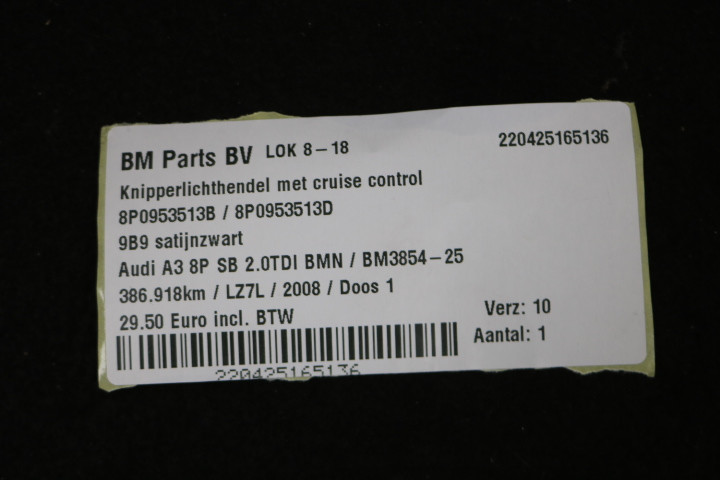 BM Parts BV LOK 8-18 220425165136
Knipperlichthendel met cruise control
8P0953513B / 8P0953513D
9B9 satijnzwart
Audi A3 8P SB 2.0TDI BMN / BM3854-25
386.918km / LZ7L / 2008 / Doos 1
29.50 Euro incl. BTW Verz: 10
Aantal: 1
220425165136